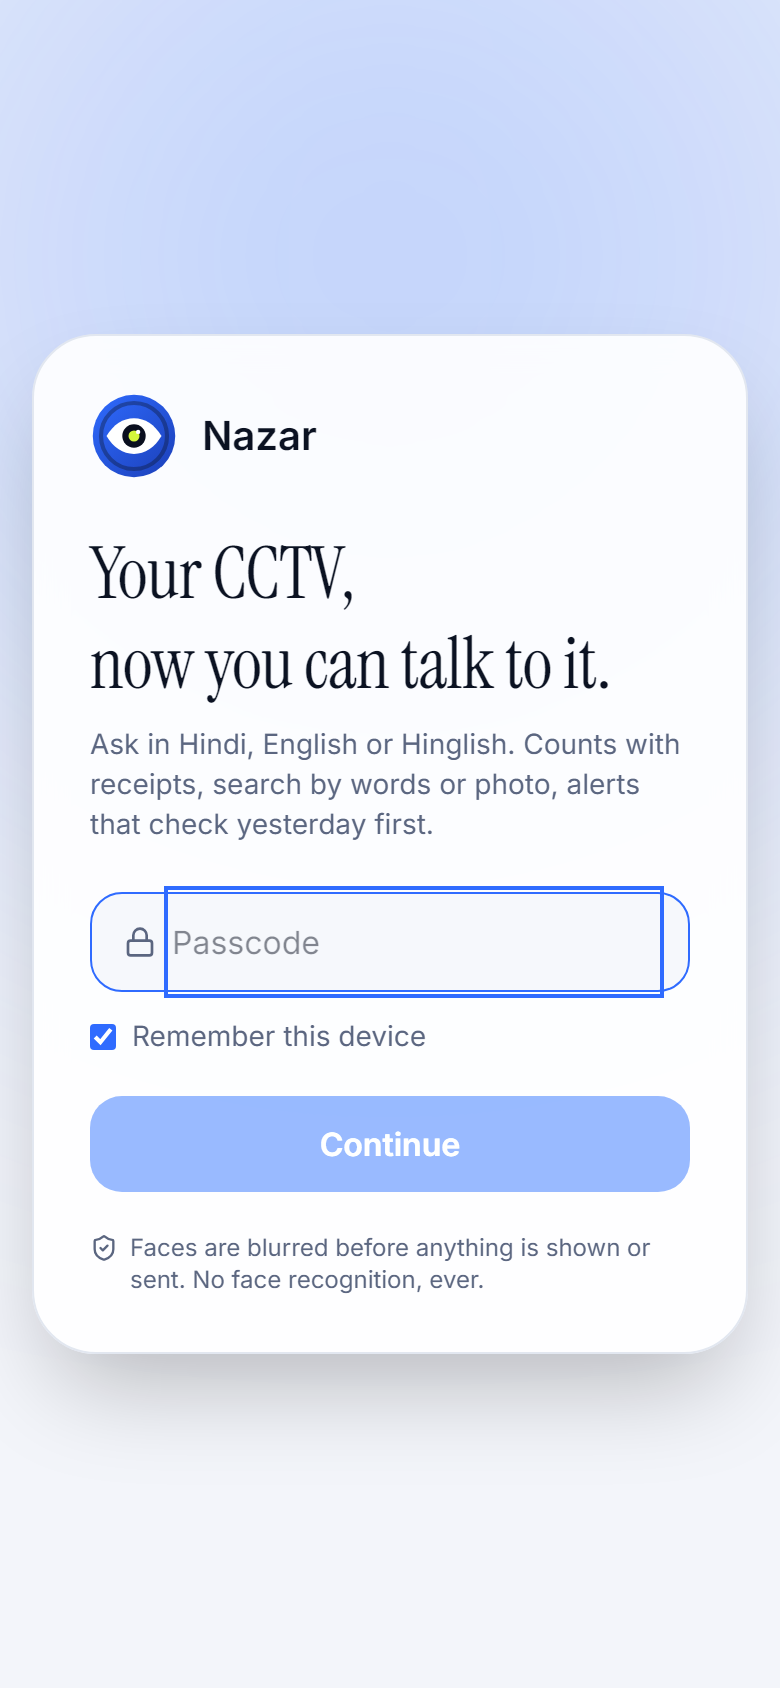 Nazar
Your CCTV,
now you can talk to it.
Ask in Hindi, English or Hinglish. Counts with
receipts, search by words or photo, alerts
that check yesterday first.
Passcode
Remember this device
Continue
Faces are blurred before anything is shown or
sent. No face recognition, ever.